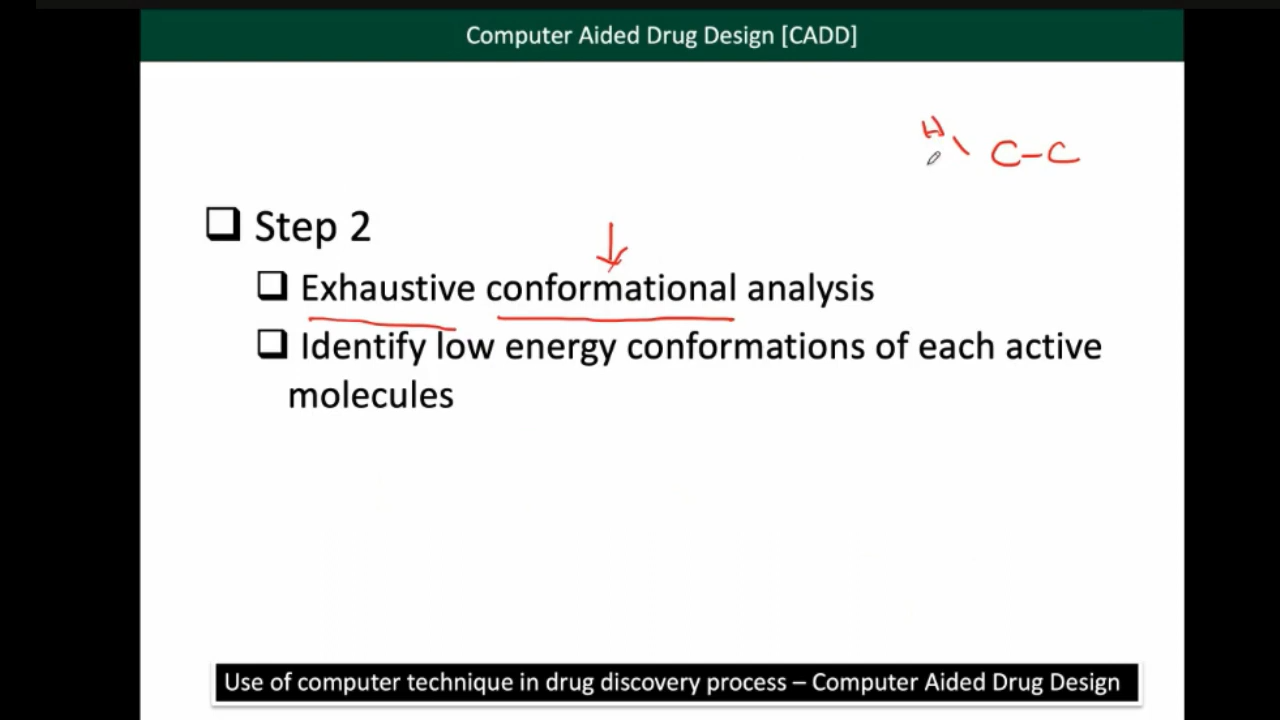 Computer Aided Drug Design [CADD]
H
C-C
Step 2
Exhaustive conformational analysis
Identify low energy conformations of each active
molecules
Use of computer technique in drug discovery process – Computer Aided Drug Design